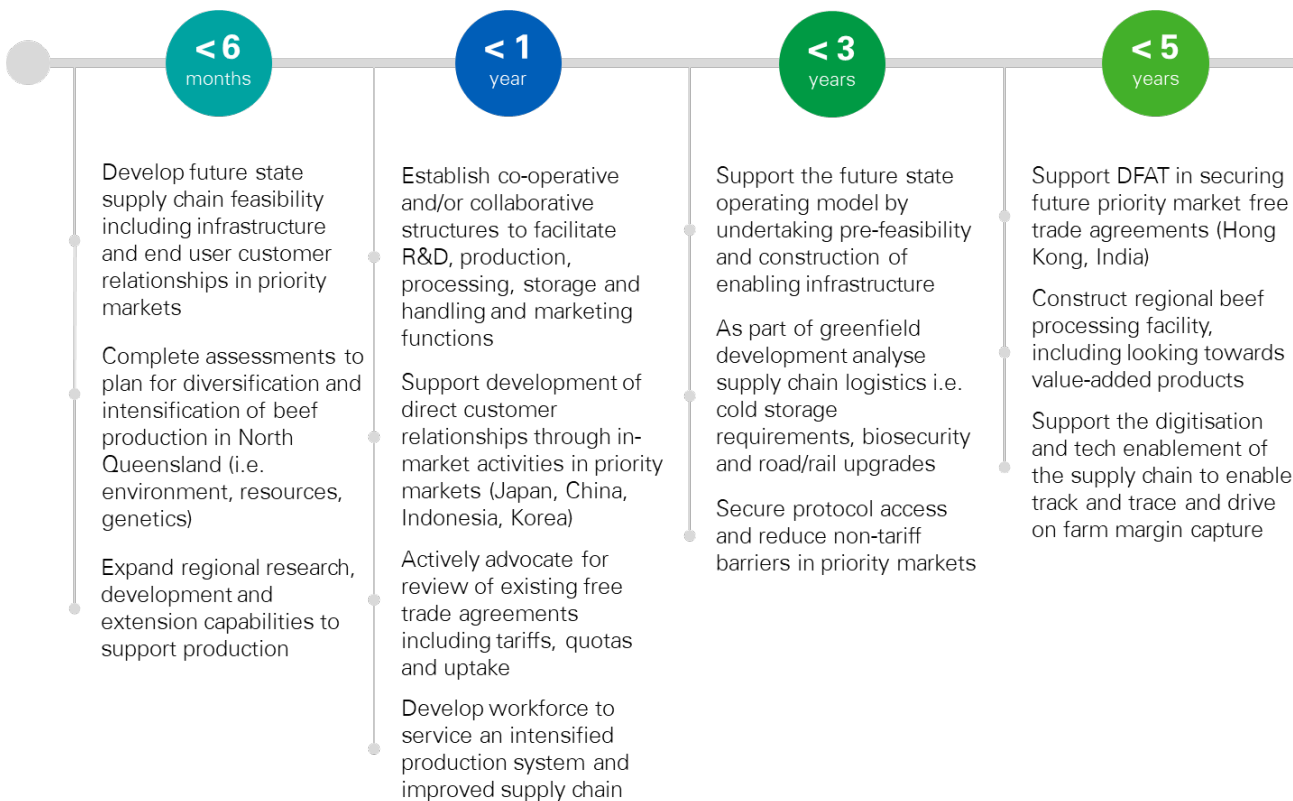 < 6
months
Develop future state
supply chain feasibility
including infrastructure
and end user customer
relationships in priority
markets
Complete assessments to
plan for diversification and
intensification of beef
production in North
Queensland (i.e.
environment, resources,
genetics)
Expand regional research,
development and
extension capabilities to
support production
< 1
year
Establish co-operative
and/or collaborative
structures to facilitate
R&D, production,
processing, storage and
handling and marketing
functions
Support development of
direct customer
relationships through in-
market activities in priority
markets (Japan, China,
Indonesia, Korea)
Actively advocate for
review of existing free
trade agreements
including tariffs, quotas
and uptake
Develop workforce to
service an intensified
production system and
improved supply chain
< 3
years
Support the future state
operating model by
undertaking pre-feasibility
and construction of
enabling infrastructure
As part of greenfield
development analyse
supply chain logistics i.e.
cold storage
requirements, biosecurity
and road/rail upgrades
Secure protocol access
and reduce non-tariff
barriers in priority markets
< 5
years
Support DFAT in securing
future priority market free
trade agreements (Hong
Kong, India)
Construct regional beef
processing facility,
including looking towards
value-added products
Support the digitisation
and tech enablement of
the supply chain to enable
track and trace and drive
on farm margin capture